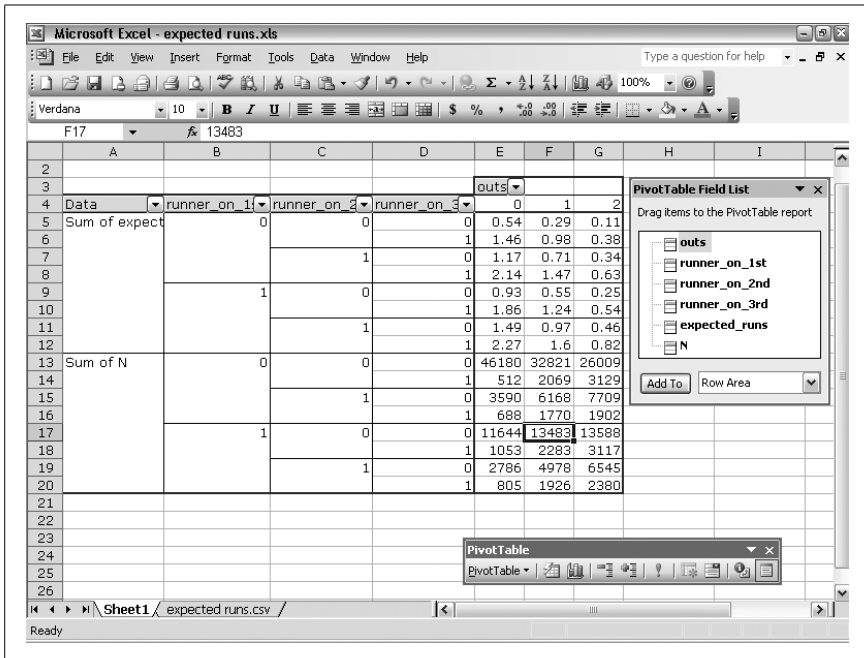 Microsoft Excel - expected runs.xls
File Edit View Insert Format Tools Data Window Help Type a question for help
100%
Verdana 10 B I U $ % ,
F17 fx 13483
A B C D E F G H I
2
3 outs
4 Data runner_on_1s runner_on_2 runner_on_3 0 1 2
5 Sum of expect 0 0 0 0.54 0.29 0.11
6 1 1.46 0.98 0.38
7 1 0 1.17 0.71 0.34
8 1 2.14 1.47 0.63
9 1 0 0 0.93 0.55 0.25
10 1 1.86 1.24 0.54
11 1 0 1.49 0.97 0.46
12 1 2.27 1.6 0.82
13 Sum of N 0 0 0 46180 32821 26009
14 1 512 2069 3129
15 1 0 3590 6168 7709
16 1 688 1770 1902
17 1 0 0 11644 13483 13588
18 1 1053 2283 3117
19 1 0 2786 4978 6545
20 1 805 1926 2380
21
22
23
24
25
26
PivotTable Field List
Drag items to the PivotTable report
outs
runner_on_1st
runner_on_2nd
runner_on_3rd
expected_runs
N
Add To Row Area
PivotTable
PivotTable
Sheet1 expected runs.csv
Ready